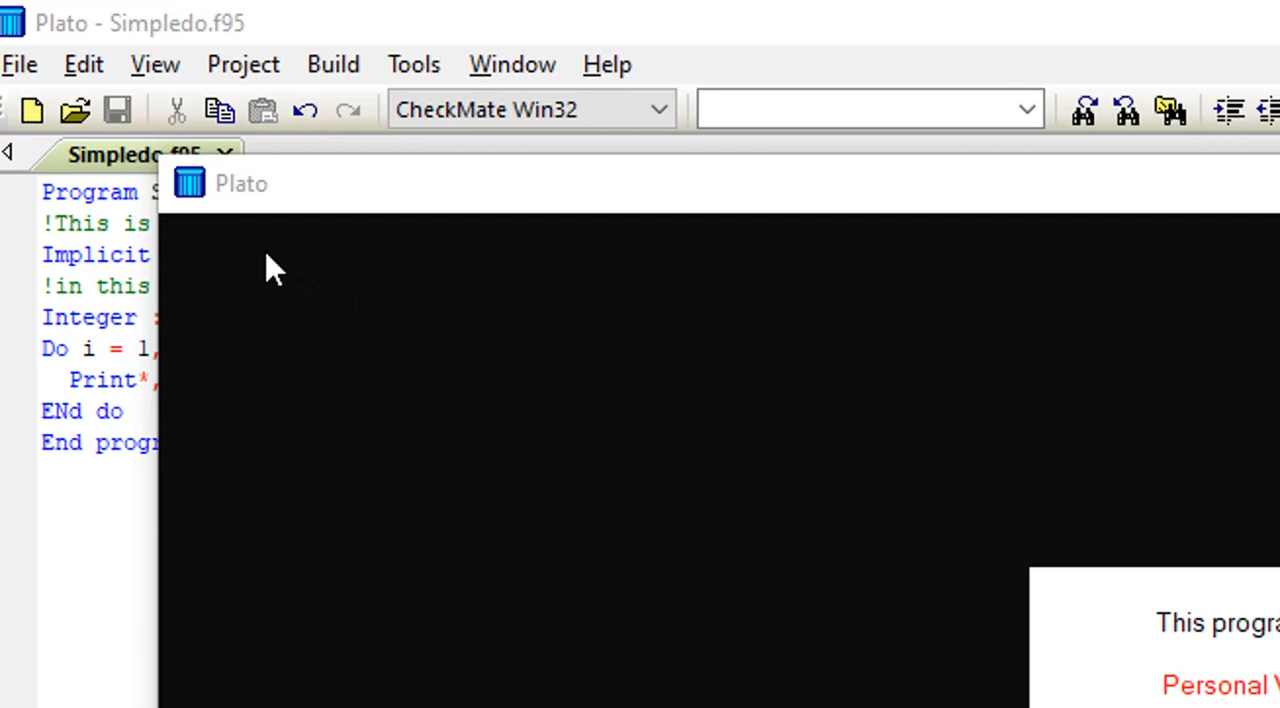 Plato - Simpledo.f95
File Edit View Project Build Tools Window Help
CheckMate Win32
Simpledo.f95
Plato
Program
!This is
Implicit
!in this
Integer :
Do i = 1,
Print*,
ENd do
End progr
This progra
Personal V